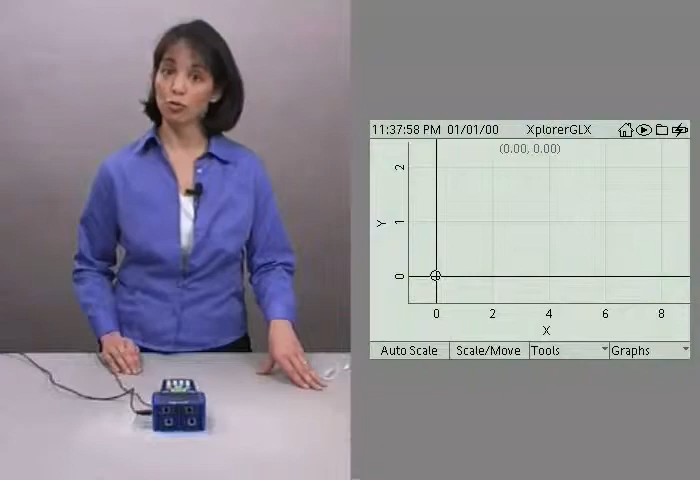 11:37:58 PM 01/01/00 XplorerGLX
(0.00, 0.00)
2
Y 1
0
0 2 4 6 8
X
Auto Scale Scale/Move Tools Graphs